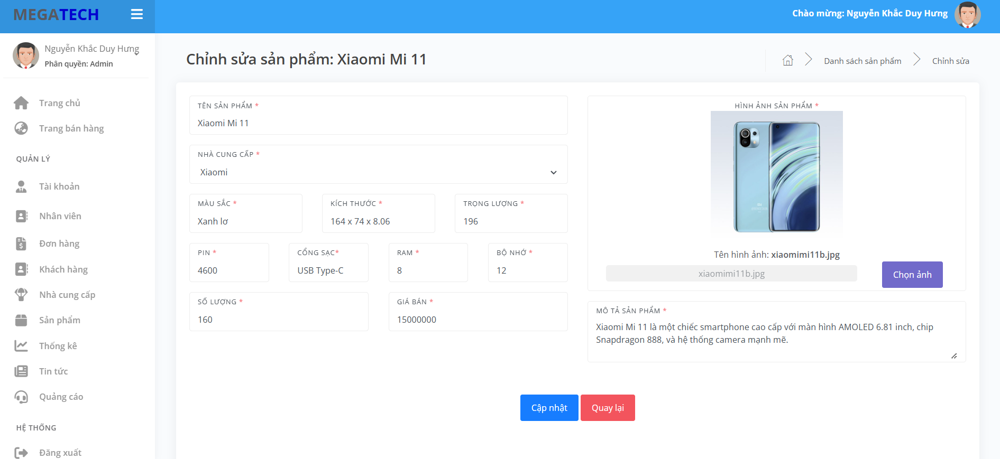 MEGATECH
Chào mừng: Nguyễn Khắc Duy Hưng
Nguyễn Khắc Duy Hưng
Phân quyền: Admin
Trang chủ
Trang bán hàng
QUẢN LÝ
Tài khoản
Nhân viên
Đơn hàng
Khách hàng
Nhà cung cấp
Sản phẩm
Thống kê
Tin tức
Quảng cáo
HỆ THỐNG
Đăng xuất
Chỉnh sửa sản phẩm: Xiaomi Mi 11
Danh sách sản phẩm
Chỉnh sửa
TÊN SẢN PHẨM *
Xiaomi Mi 11
NHÀ CUNG CẤP *
Xiaomi
MÀU SẮC *
Xanh lơ
KÍCH THƯỚC *
164 x 74 x 8.06
TRỌNG LƯỢNG *
196
PIN *
4600
CỔNG SẠC*
USB Type-C
RAM *
8
BỘ NHỚ *
12
SỐ LƯỢNG *
160
GIÁ BÁN *
15000000
HÌNH ẢNH SẢN PHẨM *
Tên hình ảnh: xiaomimi11b.jpg
xiaomimi11b.jpg
Chọn ảnh
MÔ TẢ SẢN PHẨM *
Xiaomi Mi 11 là một chiếc smartphone cao cấp với màn hình AMOLED 6.81 inch, chip
Snapdragon 888, và hệ thống camera mạnh mẽ.
Cập nhật
Quay lại